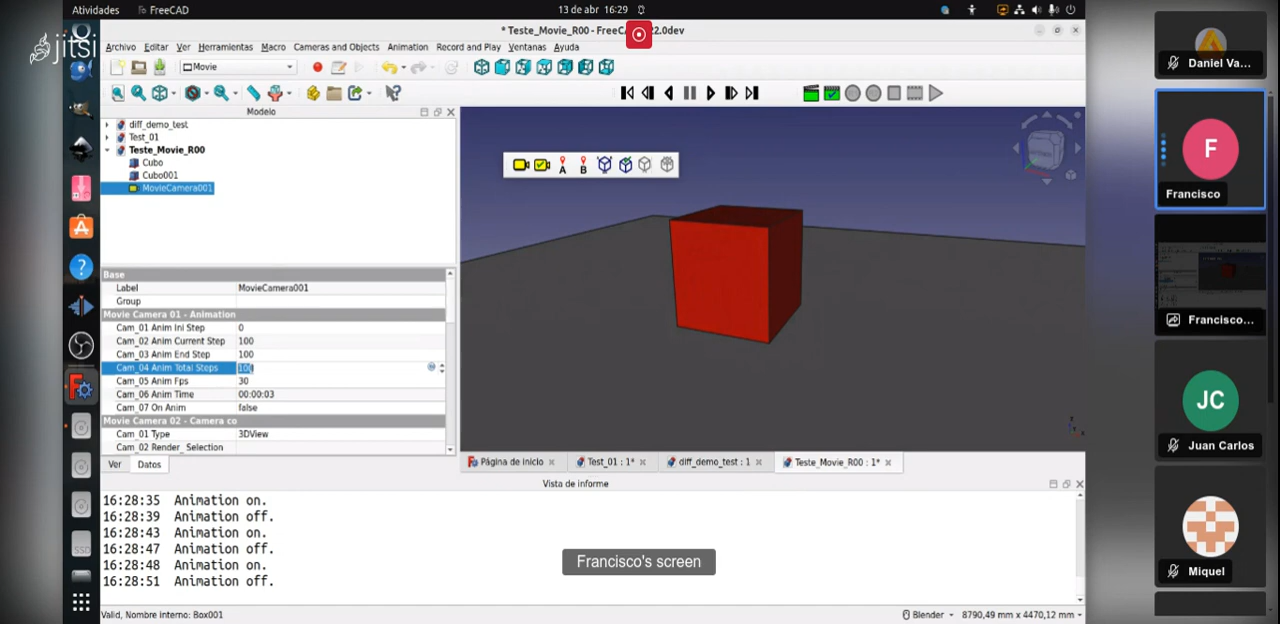 Atividades FreeCAD 13 de abr 16:29
jitsi
* Teste_Movie_R00 - FreeC
22.0dev
Archivo Editar Ver Herramientas Macro Cameras and Objects Animation Record and Play Ventanas Ayuda
Movie
Modelo
diff_demo_test
Test_01
Teste_Movie_R00
Cubo
Cubo001
MovieCamera001
A B
Base
Label MovieCamera001
Group
Movie Camera 01 - Animation
Cam_01 Anim Ini Step 0
Cam_02 Anim Current Step 100
Cam_03 Anim End Step 100
Cam_04 Anim Total Steps 100
Cam_05 Anim Fps 30
Cam_06 Anim Time 00:00:03
Cam_07 On Anim false
Movie Camera 02 - Camera co
Cam_01 Type 3DView
Cam_02 Render_Selection
Ver Datos
Página de inicio Test_01 : 1* diff_demo_test : 1 Teste_Movie_R00 : 1*
Vista de informe
16:28:35 Animation on.
16:28:39 Animation off.
16:28:43 Animation on.
16:28:47 Animation off.
16:28:48 Animation on.
16:28:51 Animation off.
Francisco's screen
Valid, Nombre interno: Box001
Blender 8790,49 mm x 4470,12 mm
SSD
Daniel Va...
F
Francisco
Francisco...
JC
Juan Carlos
Miquel